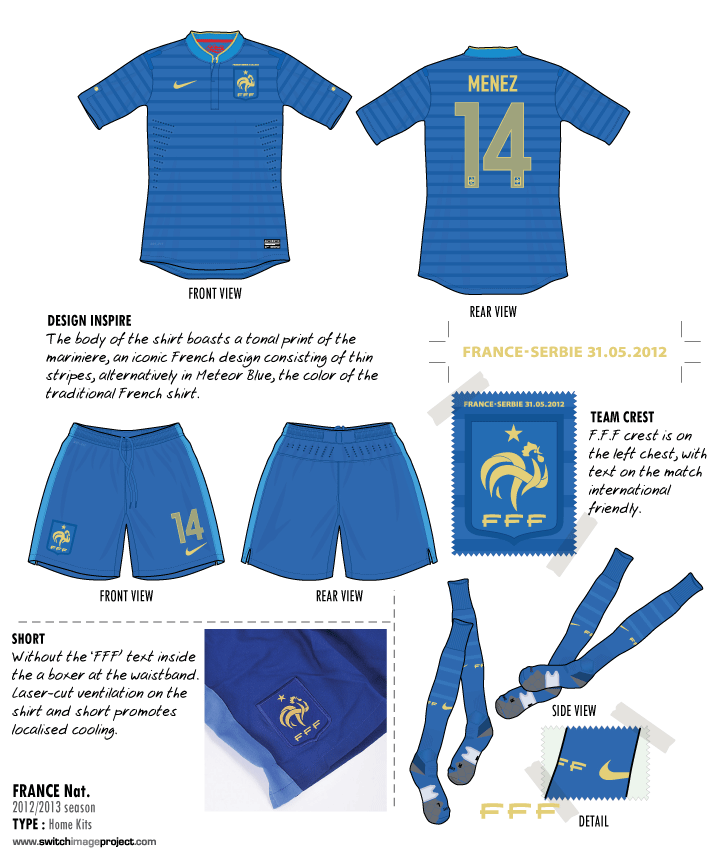 MENEZ
14
FFF
FRONT VIEW
REAR VIEW
DESIGN INSPIRE
The body of the shirt boasts a tonal print of the
mariniere, an iconic French design consisting of thin
stripes, alternatively in Meteor Blue, the color of the
traditional French shirt.
FRANCE-SERBIE 31.05.2012
FRANCE-SERBIE 31.05.2012
FFF
TEAM CREST
F.F.F crest is on
the left chest, with
text on the match
international
friendly.
FFF
14
FRONT VIEW
REAR VIEW
SHORT
Without the 'FFF' text inside
the a boxer at the waistband.
Laser-cut ventilation on the
shirt and short promotes
localised cooling.
FFF
SIDE VIEW
FF
FFF
DETAIL
FRANCE Nat.
2012/2013 season
TYPE : Home Kits
www.switchimageproject.com